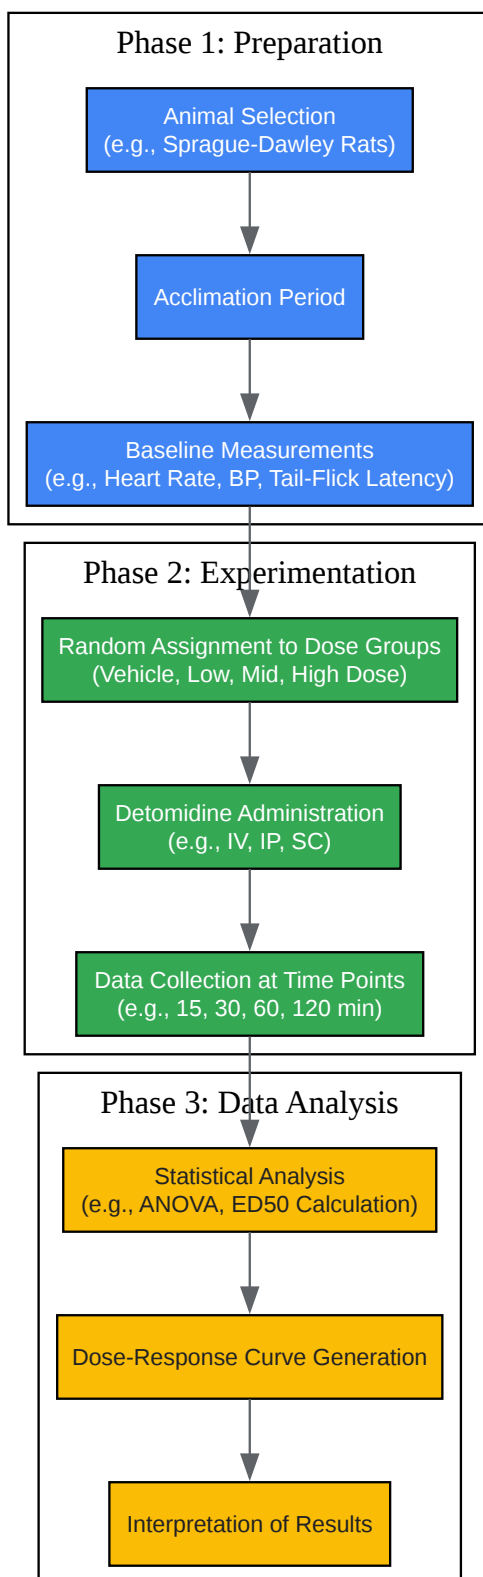 Phase 1: Preparation
Animal Selection
(e.g., Sprague-Dawley Rats)
Acclimation Period
Baseline Measurements
(e.g., Heart Rate, BP, Tail-Flick Latency)
Phase 2: Experimentation
Random Assignment to Dose Groups
(Vehicle, Low, Mid, High Dose)
Detomidine Administration
(e.g., IV, IP, SC)
Data Collection at Time Points
(e.g., 15, 30, 60, 120 min)
Phase 3: Data Analysis
Statistical Analysis
(e.g., ANOVA, ED50 Calculation)
Dose-Response Curve Generation
Interpretation of Results